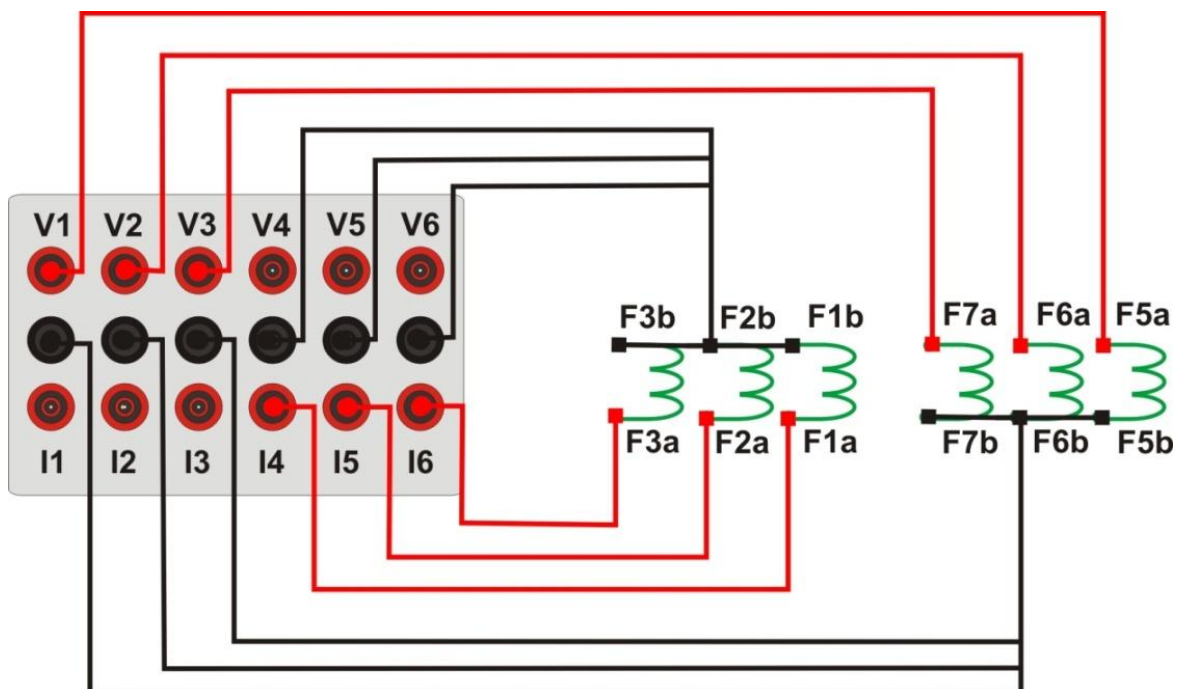 V1 V2 V3 V4 V5 V6
F3b F2b F1b F7a F6a F5a
F3a F2a F1a F7b F6b F5b
I1 I2 I3 I4 I5 I6